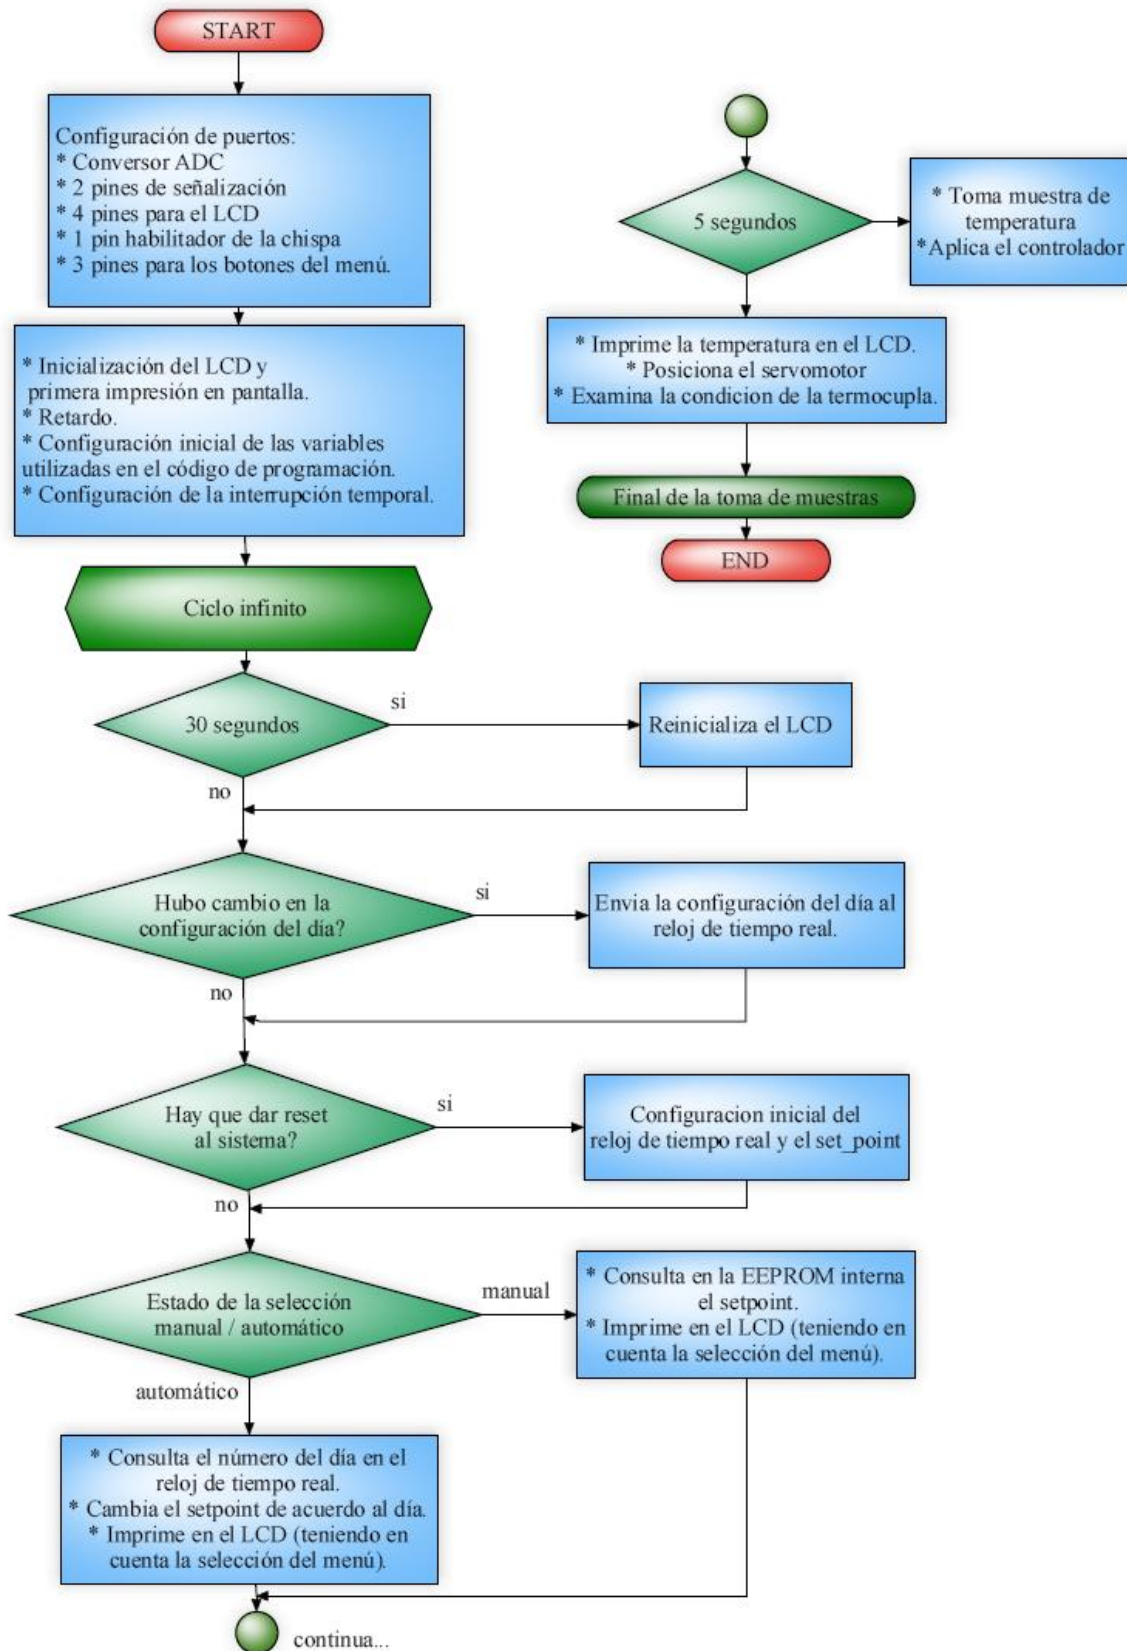 START
Configuración de puertos:
* Conversor ADC
* 2 pines de señalización
* 4 pines para el LCD
* 1 pin habilitador de la chispa
* 3 pines para los botones del menú.
* Inicialización del LCD y
primera impresión en pantalla.
* Retardo.
* Configuración inicial de las variables
utilizadas en el código de programación.
* Configuración de la interrupción temporal.
Ciclo infinito
30 segundos
si
Reinicializa el LCD
no
Hubo cambio en la
configuración del día?
si
Envia la configuración del día al
reloj de tiempo real.
no
Hay que dar reset
al sistema?
si
Configuracion inicial del
reloj de tiempo real y el set_point
no
Estado de la selección
manual / automático
manual
* Consulta en la EEPROM interna
el setpoint.
* Imprime en el LCD (teniendo en
cuenta la selección del menú).
automático
* Consulta el número del día en el
reloj de tiempo real.
* Cambia el setpoint de acuerdo al día.
* Imprime en el LCD (teniendo en
cuenta la selección del menú).
continua...
5 segundos
* Toma muestra de
temperatura
*Aplica el controlador
* Imprime la temperatura en el LCD.
* Posiciona el servomotor
* Examina la condicion de la termocupla.
Final de la toma de muestras
END